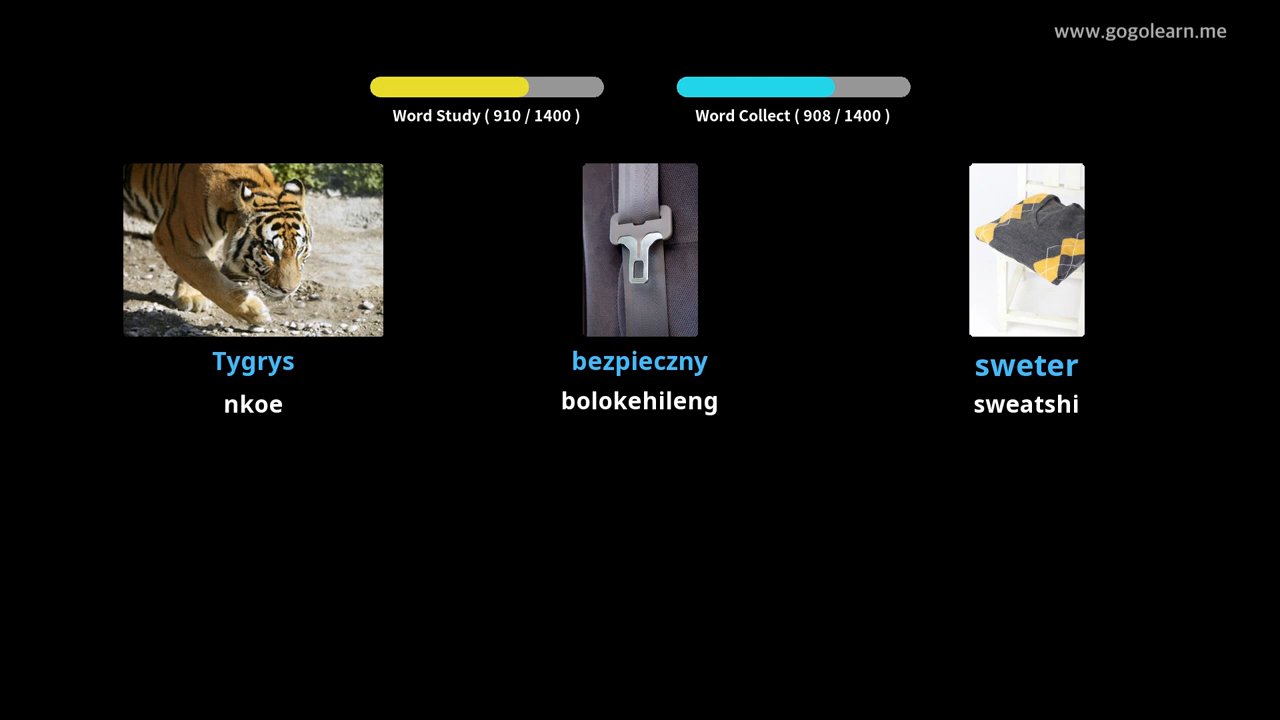 www.gogolearn.me
Word Study ( 910 / 1400 )
Word Collect ( 908 / 1400 )
Tygrys
nkoe
bezpieczny
bolokehileng
sweter
sweatshi